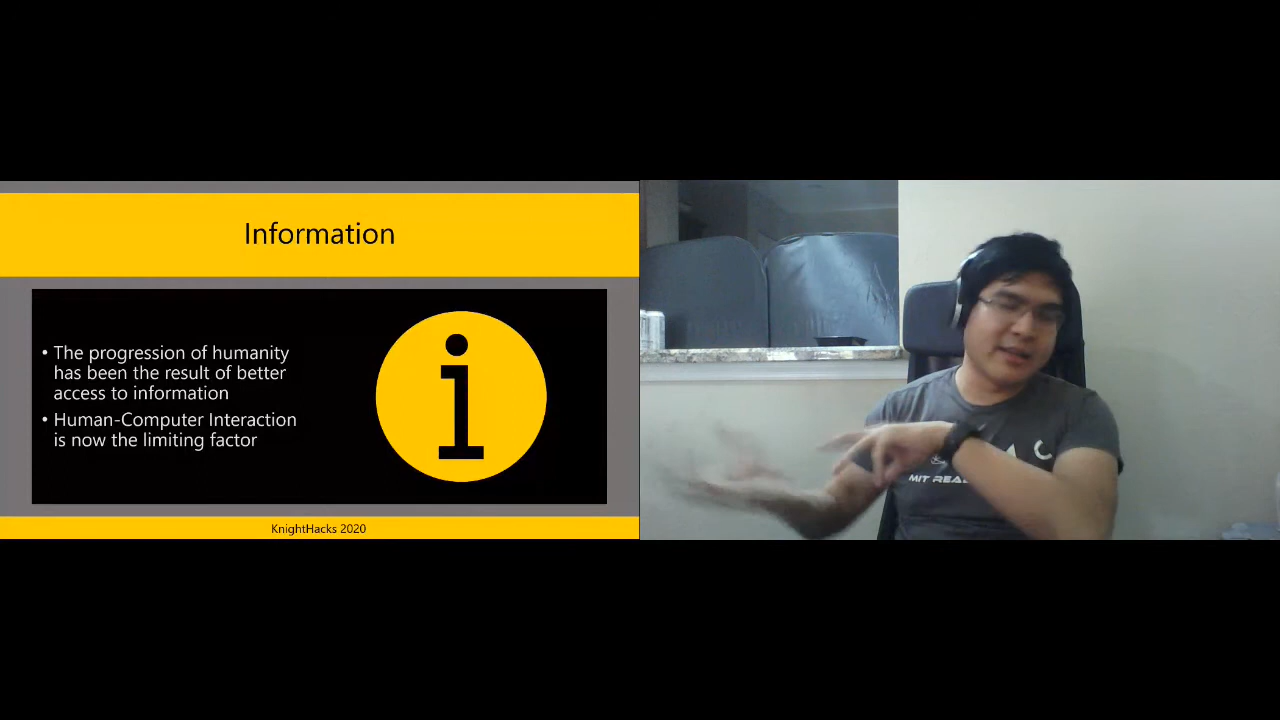 Information
• The progression of humanity
has been the result of better
access to information
• Human-Computer Interaction
is now the limiting factor
KnightHacks 2020
MIT